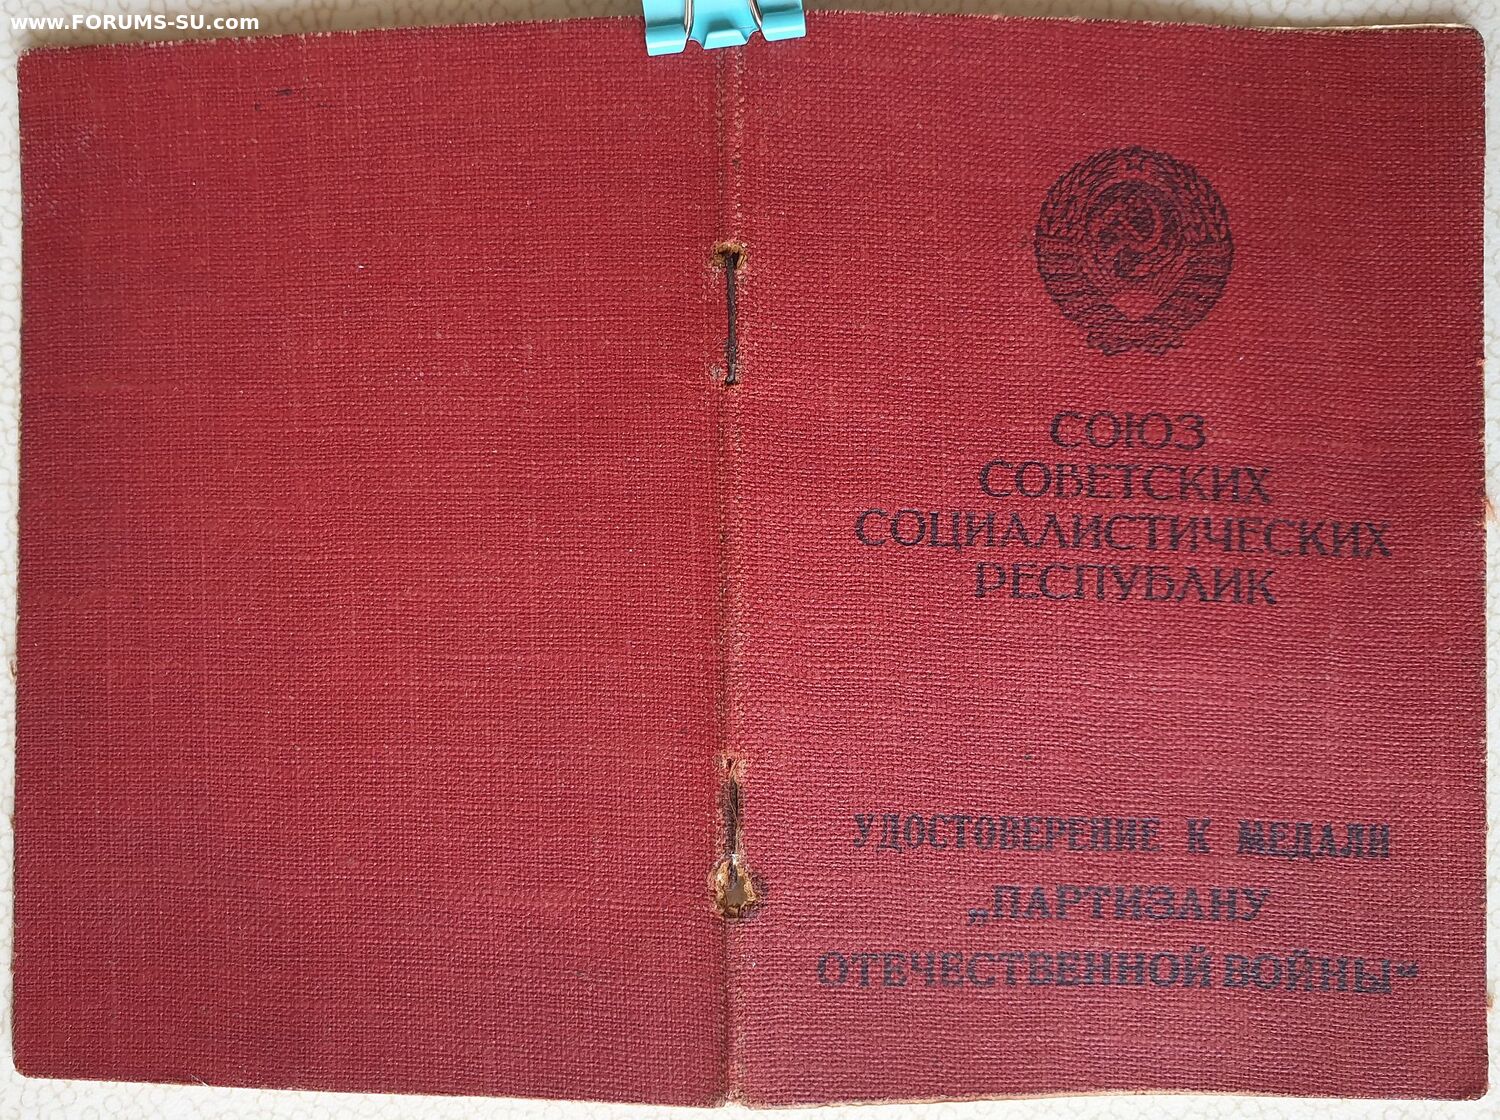 www.FORUMS-SU.com
СОЮЗ
СОВЕТСКИХ
СОЦИАЛИСТИЧЕСКИХ
РЕСПУБЛИК
УДОСТОВЕРЕНИЕ К МЕДАЛИ
„ПАРТИЗАНУ
ОТЕЧЕСТВЕННОЙ ВОЙНЫ“